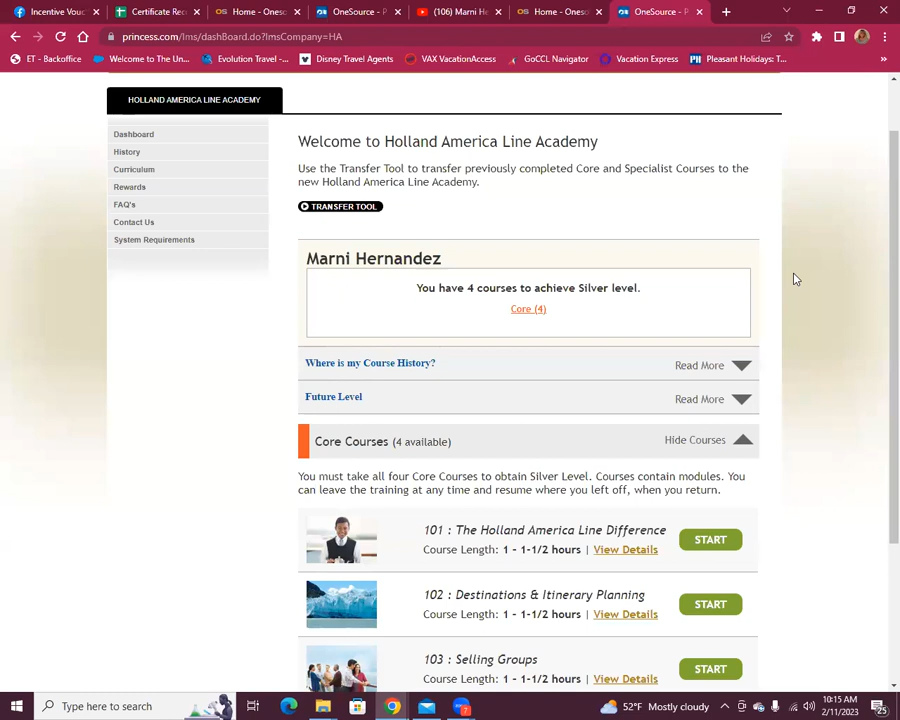 Incentive Vouc
Certificate Rec
Home - Oneso
OneSource - P
(106) Marni He
Home - Oneso
OneSource - P
princess.com/lms/dashBoard.do?lmsCompany=HA
ET - Backoffice
Welcome to The Un...
Evolution Travel -...
Disney Travel Agents
VAX VacationAccess
GoCCL Navigator
Vacation Express
Pleasant Holidays: T...
HOLLAND AMERICA LINE ACADEMY
Dashboard
History
Curriculum
Rewards
FAQ's
Contact Us
System Requirements
Welcome to Holland America Line Academy
Use the Transfer Tool to transfer previously completed Core and Specialist Courses to the
new Holland America Line Academy.
TRANSFER TOOL
Marni Hernandez
You have 4 courses to achieve Silver level.
Core (4)
Where is my Course History? Read More
Future Level Read More
Core Courses (4 available) Hide Courses
You must take all four Core Courses to obtain Silver Level. Courses contain modules. You
can leave the training at any time and resume where you left off, when you return.
101 : The Holland America Line Difference
Course Length: 1 - 1-1/2 hours | View Details
START
102 : Destinations & Itinerary Planning
Course Length: 1 - 1-1/2 hours | View Details
START
103 : Selling Groups
Course Length: 1 - 1-1/2 hours | View Details
START
Type here to search
52°F Mostly cloudy
10:15 AM
2/11/2023
25